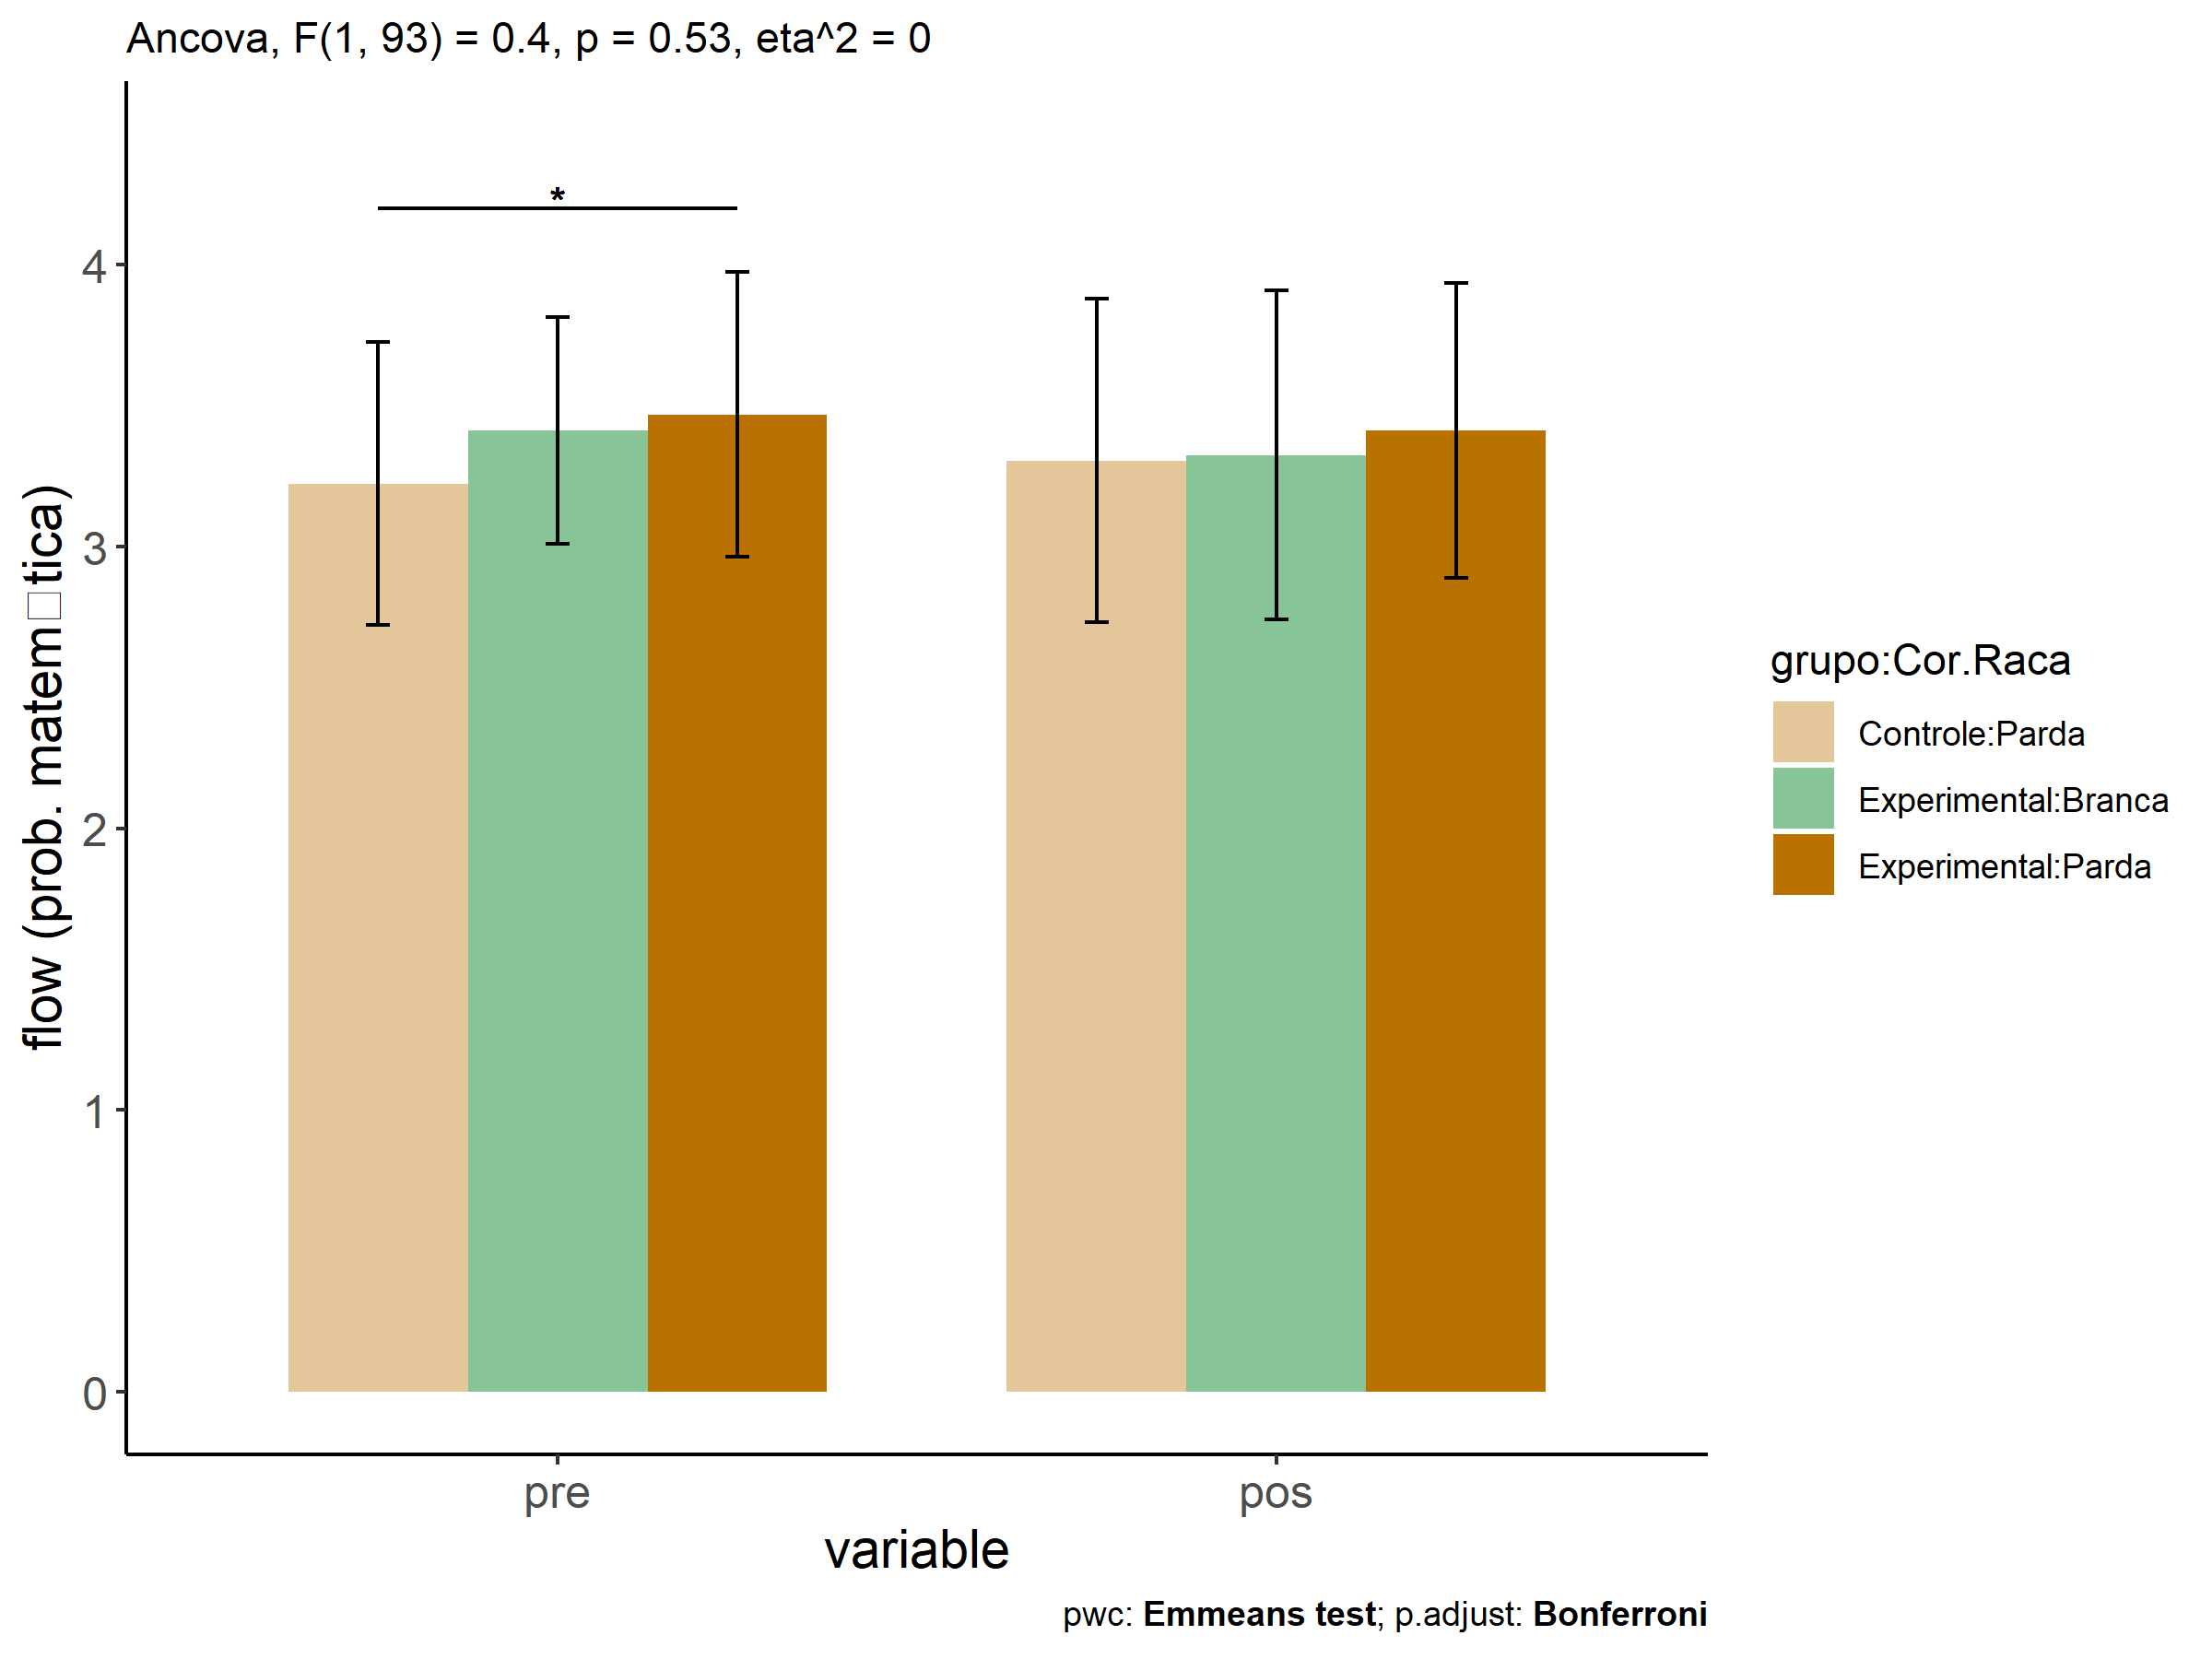 Ancova, F(1, 93) = 0.4, p = 0.53, eta^2 = 0
*
4
3
2
1
0
flow (prob. matem□tica)
pre
pos
variable
grupo:Cor.Raca
Controle:Parda
Experimental:Branca
Experimental:Parda
pwc: Emmeans test; p.adjust: Bonferroni